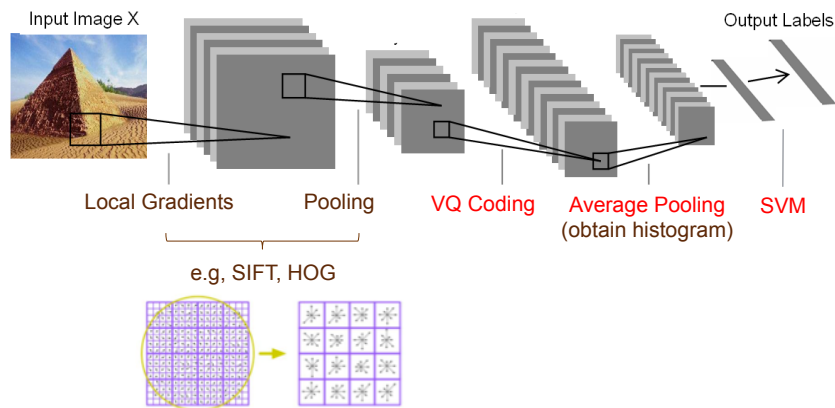 Input Image X
Output Labels
Local Gradients
Pooling
VQ Coding
Average Pooling
(obtain histogram)
SVM
e.g, SIFT, HOG